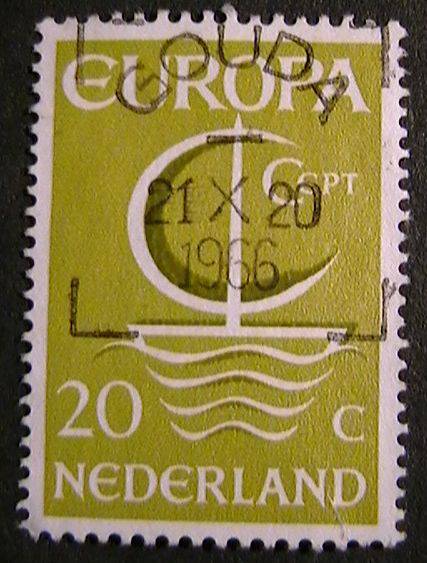 EUROPA
GOUDA
CEPT
21 X 20
1966
20 C
NEDERLAND